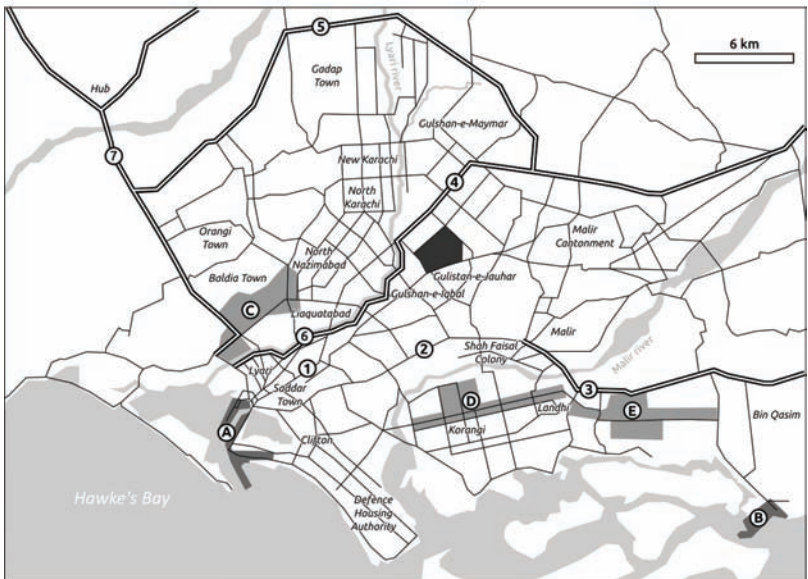 5
6 km
Gadap
Town
Lyari river
Hub
Gulshan-e-Maymar
7
New Karachi
4
North
Karachi
Orangi
Town
Malir
Cantonment
North
Nazimabad
Baldia Town
Gulistan-e-Jauhar
Gulshan-e-Iqbal
C
Liaquatabad
6
Malir
2
Shah Faisal
Colony
Malir river
Lyari
1
Saddar
Town
3
D
Landhi
E
Bin Qasim
A
Korangi
Clifton
Hawke's Bay
Defence
Housing
Authority
B